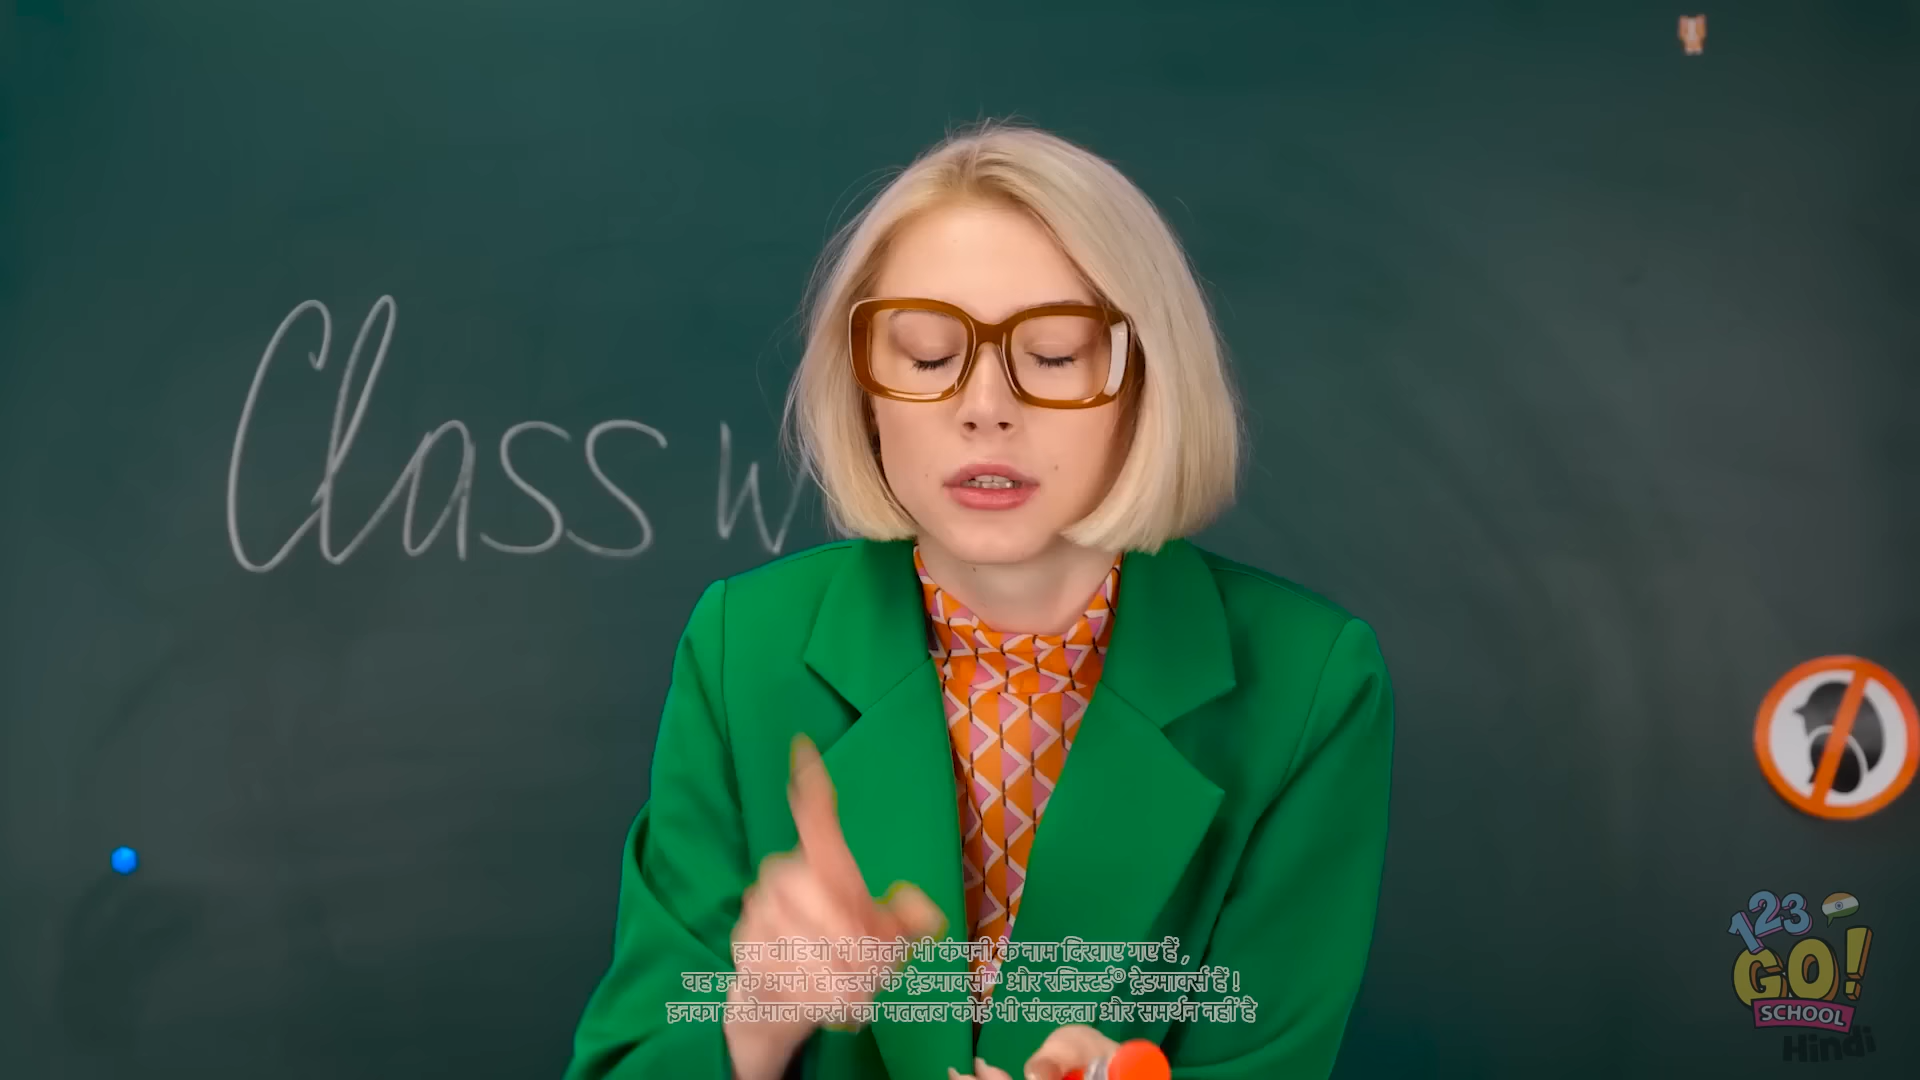 Class w
इस वीडियो में जितने भी कंपनी के नाम दिखाए गए हैं ,
वह उनके अपने होल्डर्स के ट्रेडमार्क्स™ और रजिस्टर्ड® ट्रेडमार्क्स हैं !
इनका इस्तेमाल करने का मतलब कोई भी संबद्धता और समर्थन नहीं है
123
GO!
SCHOOL
Hindi